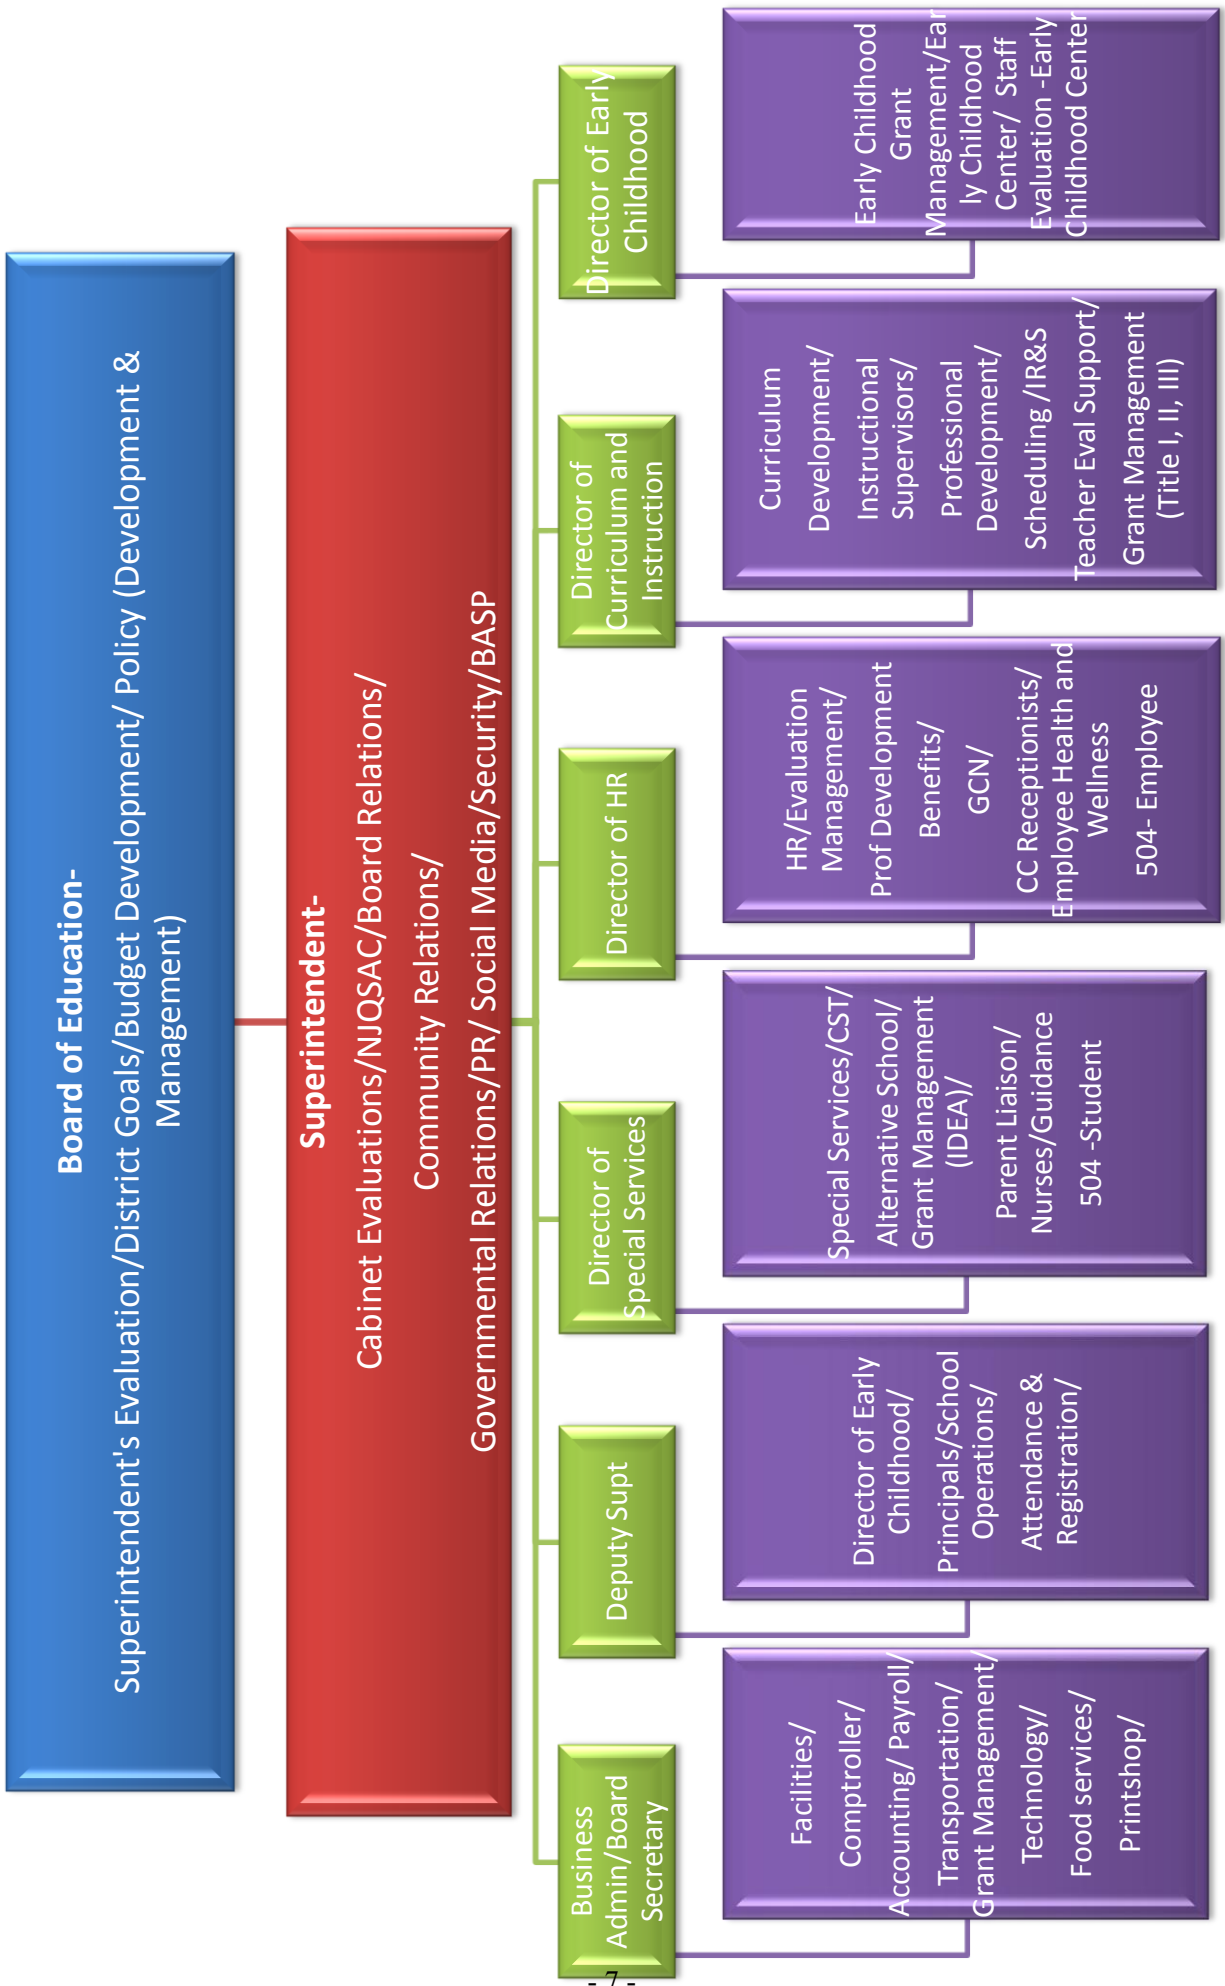 Board of Education-
Superintendent's Evaluation/District Goals/Budget Development/ Policy (Development &
Management)
Superintendent-
Cabinet Evaluations/NJQSAC/Board Relations/
Community Relations/
Governmental Relations/PR/ Social Media/Security/BASP
Business
Admin/Board
Secretary
Facilities/
Comptroller/
Accounting/ Payroll/
Transportation/
Grant Management/
Technology/
Food services/
Printshop/
Deputy Supt
Director of Early
Childhood/
Principals/School
Operations/
Attendance &
Registration/
Director of
Special Services
Special Services/CST/
Alternative School/
Grant Management
(IDEA)/
Parent Liaison/
Nurses/Guidance
504 -Student
Director of HR
HR/Evaluation
Management/
Prof Development
Benefits/
GCN/
CC Receptionists/
Employee Health and
Wellness
504- Employee
Director of
Curriculum and
Instruction
Curriculum
Development/
Instructional
Supervisors/
Professional
Development/
Scheduling /IR&S
Teacher Eval Support/
Grant Management
(Title I, II, III)
Director of Early
Childhood
Early Childhood
Grant
Management/Ear
ly Childhood
Center/ Staff
Evaluation -Early
Childhood Center
- 7 -